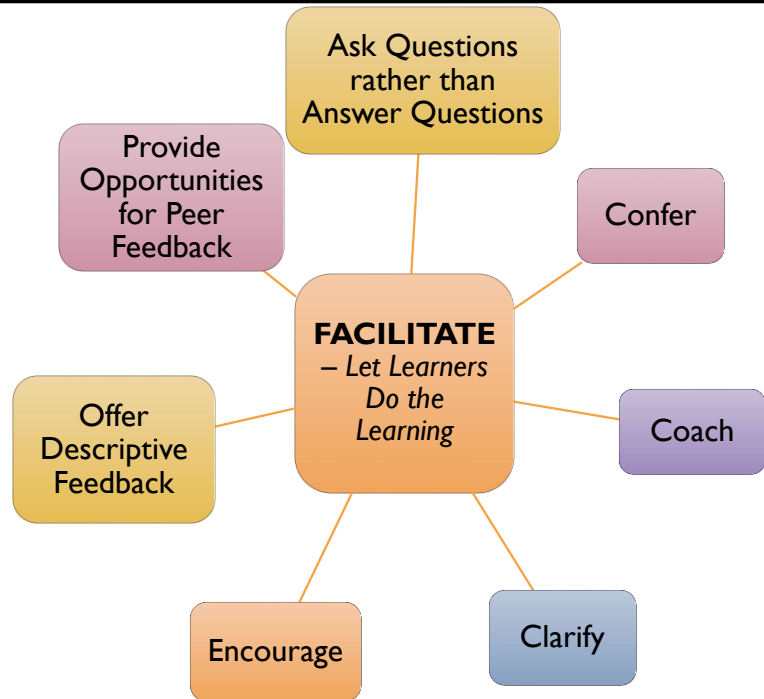 Ask Questions
rather than
Answer Questions
Provide
Opportunities
for Peer
Feedback
Confer
FACILITATE
– Let Learners
Do the
Learning
Offer
Descriptive
Feedback
Coach
Encourage
Clarify